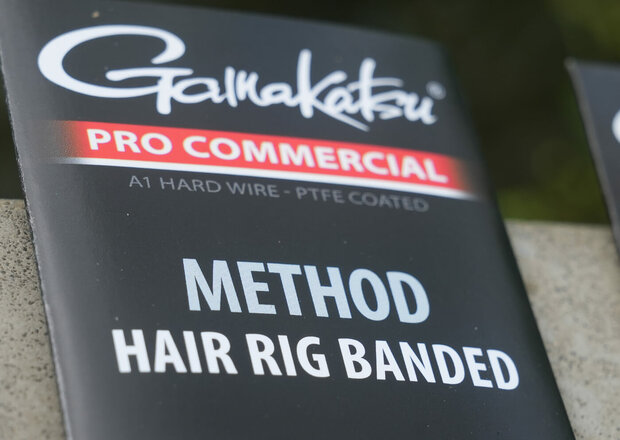 Gamakatsu®
PRO COMMERCIAL
A1 HARD WIRE - PTFE COATED
METHOD
HAIR RIG BANDED